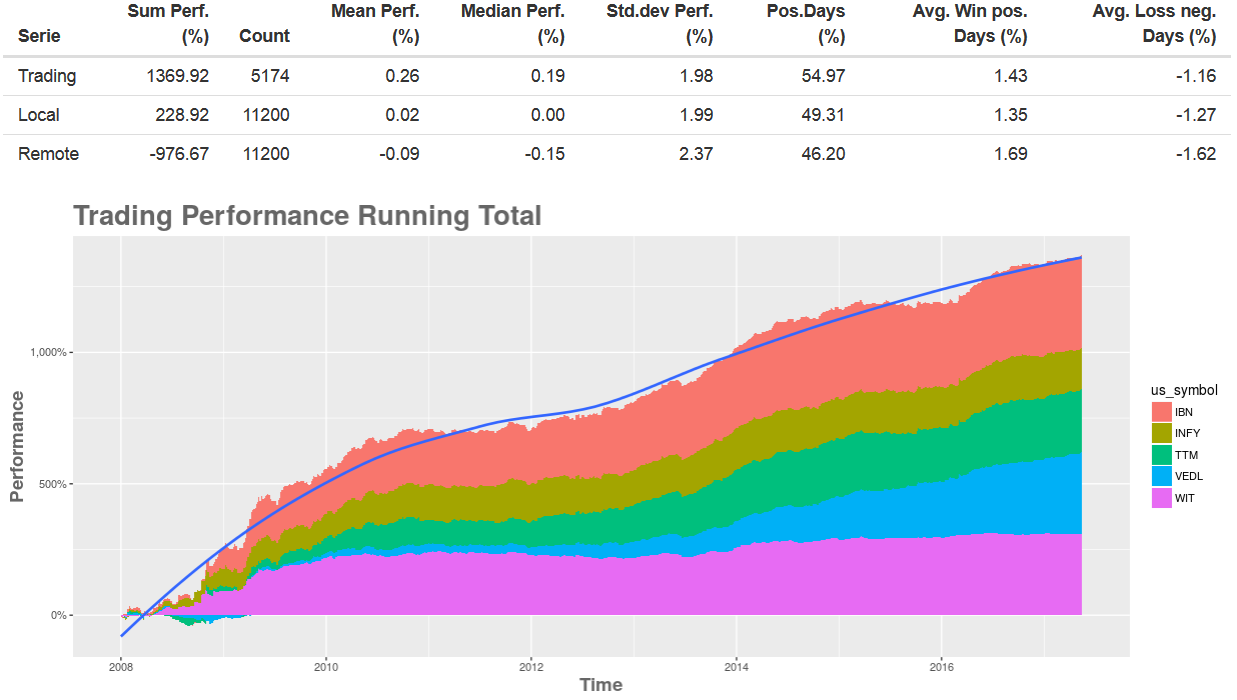 Sum Perf. Mean Perf. Median Perf. Std.dev Perf. Pos.Days Avg. Win pos. Avg. Loss neg.
Serie (%) Count (%) (%) (%) (%) Days (%) Days (%)
Trading 1369.92 5174 0.26 0.19 1.98 54.97 1.43 -1.16
Local 228.92 11200 0.02 0.00 1.99 49.31 1.35 -1.27
Remote -976.67 11200 -0.09 -0.15 2.37 46.20 1.69 -1.62
Trading Performance Running Total
1,000%
500%
0%
Performance
2008 2010 2012 2014 2016
Time
us_symbol
IBN
INFY
TTM
VEDL
WIT